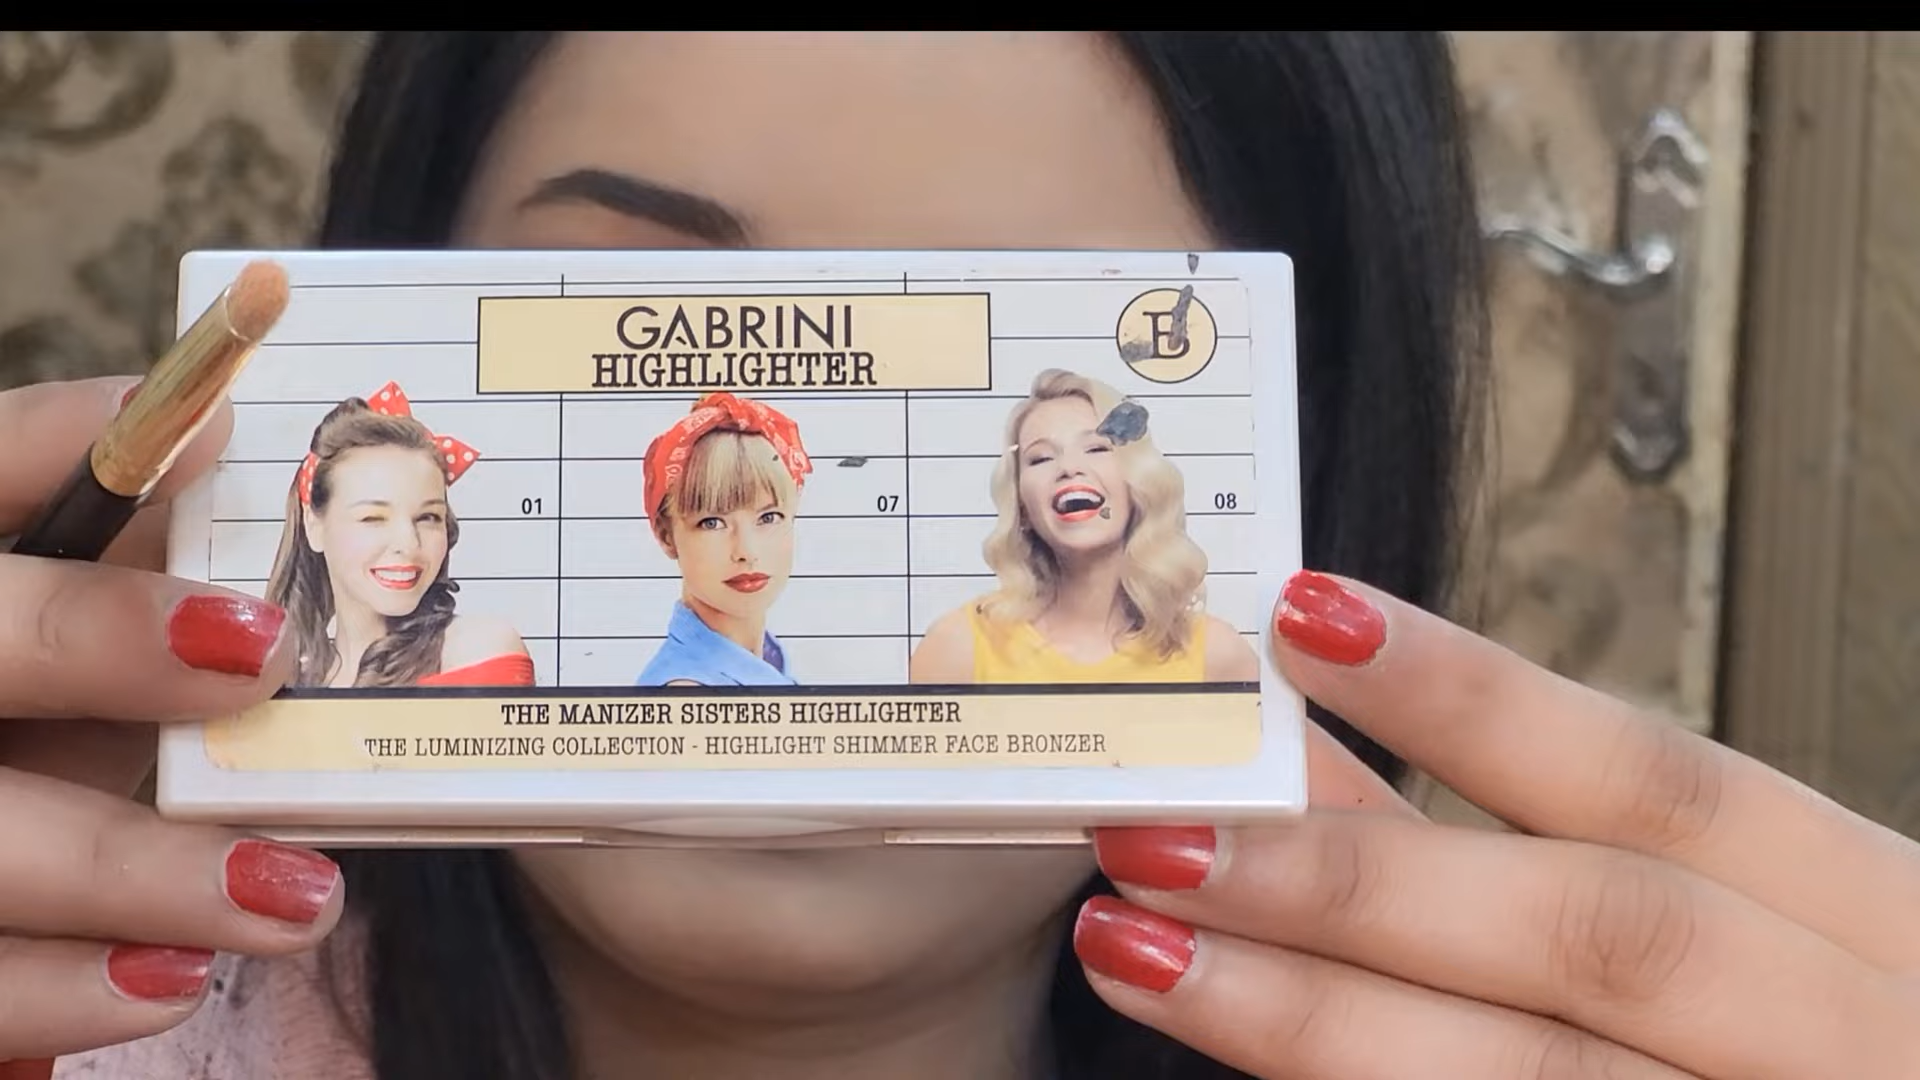 GABRINI
HIGHLIGHTER
B
01
07
08
THE MANIZER SISTERS HIGHLIGHTER
THE LUMINIZING COLLECTION - HIGHLIGHT SHIMMER FACE BRONZER